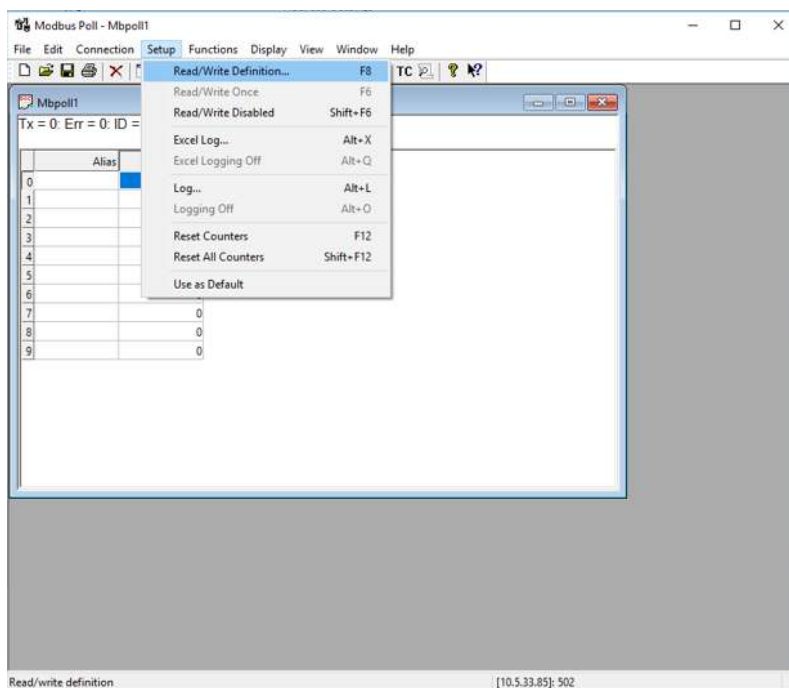 Modbus Poll - Mbpoll1
File Edit Connection Setup Functions Display View Window Help
TC
Mbpoll1
Tx = 0: Err = 0: ID =
Alias
0
1
2
3
4
5
6
7 0
8 0
9 0
Read/Write Definition... F8
Read/Write Once F6
Read/Write Disabled Shift+F6
Excel Log... Alt+X
Excel Logging Off Alt+Q
Log... Alt+L
Logging Off Alt+O
Reset Counters F12
Reset All Counters Shift+F12
Use as Default
Read/write definition [10.5.33.85]: 502